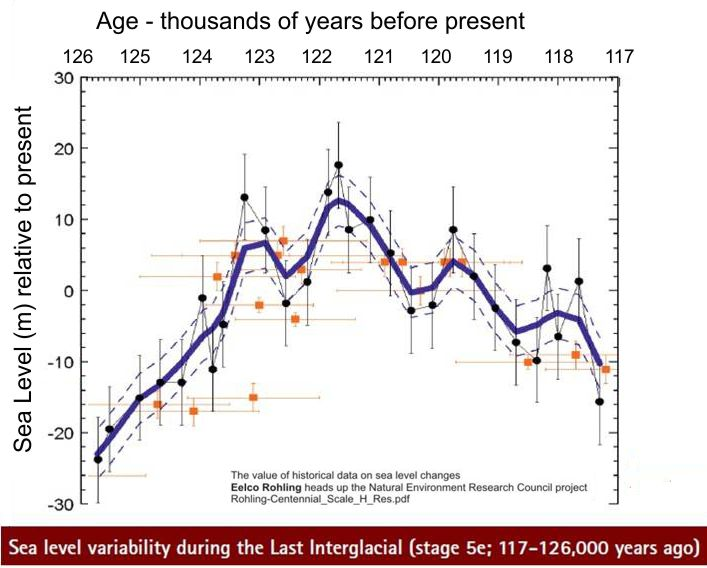 Age - thousands of years before present
126 125 124 123 122 121 120 119 118 117
Sea Level (m) relative to present
30
20
10
0
-10
-20
-30
The value of historical data on sea level changes
Eelco Rohling heads up the Natural Environment Research Council project
Rohling-Centennial_Scale_H_Res.pdf
Sea level variability during the Last Interglacial (stage 5e; 117–126,000 years ago)